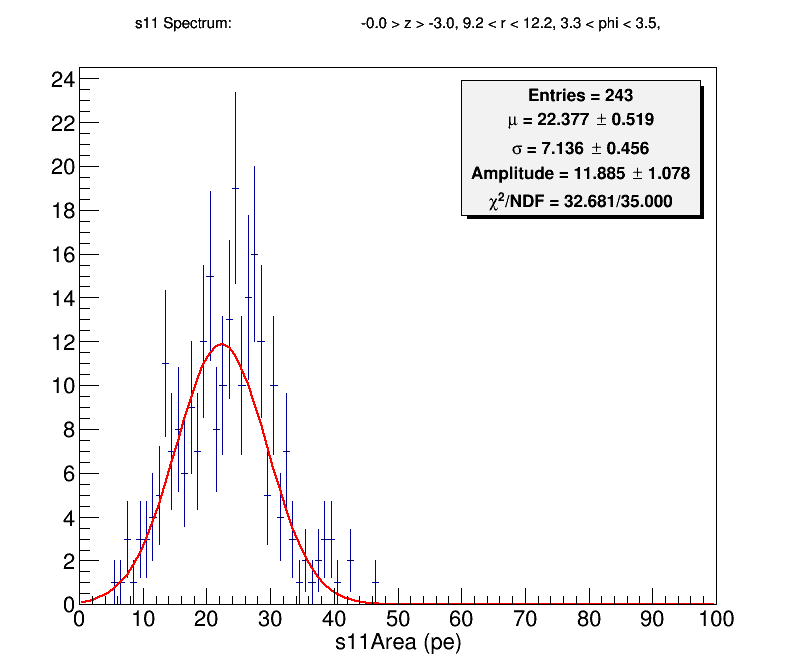 s11 Spectrum: -0.0 > z > -3.0, 9.2 < r < 12.2, 3.3 < phi < 3.5,
Entries = 243
μ = 22.377 ± 0.519
σ = 7.136 ± 0.456
Amplitude = 11.885 ± 1.078
χ²/NDF = 32.681/35.000
24
22
20
18
16
14
12
10
8
6
4
2
0
0 10 20 30 40 50 60 70 80 90 100
s11Area (pe)